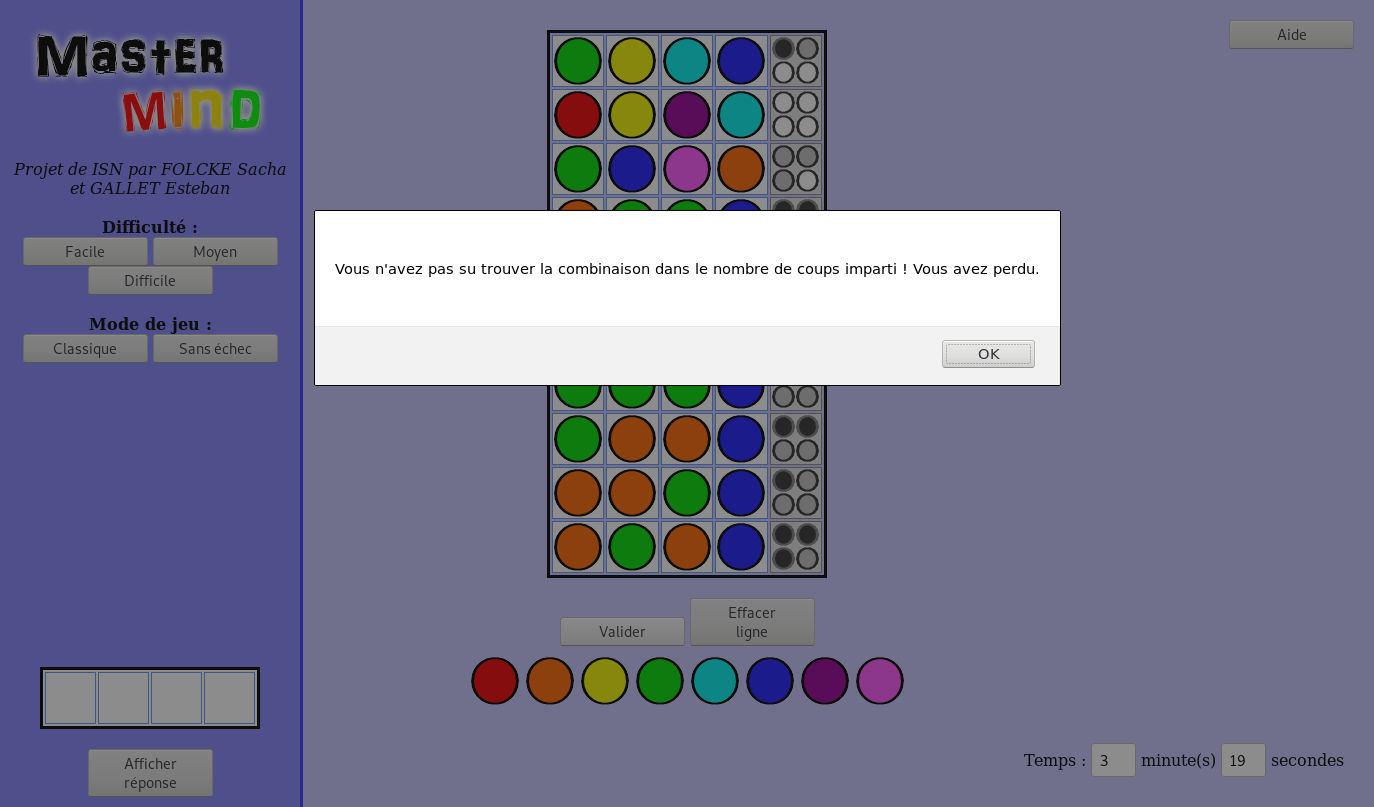 MasTER
MinD
Projet de ISN par FOLCKE Sacha
et GALLET Esteban
Difficulté :
Facile
Moyen
Difficile
Mode de jeu :
Classique
Sans échec
Afficher
réponse
Aide
Vous n'avez pas su trouver la combinaison dans le nombre de coups imparti ! Vous avez perdu.
OK
Valider
Effacer
ligne
Temps : 3 minute(s) 19 secondes